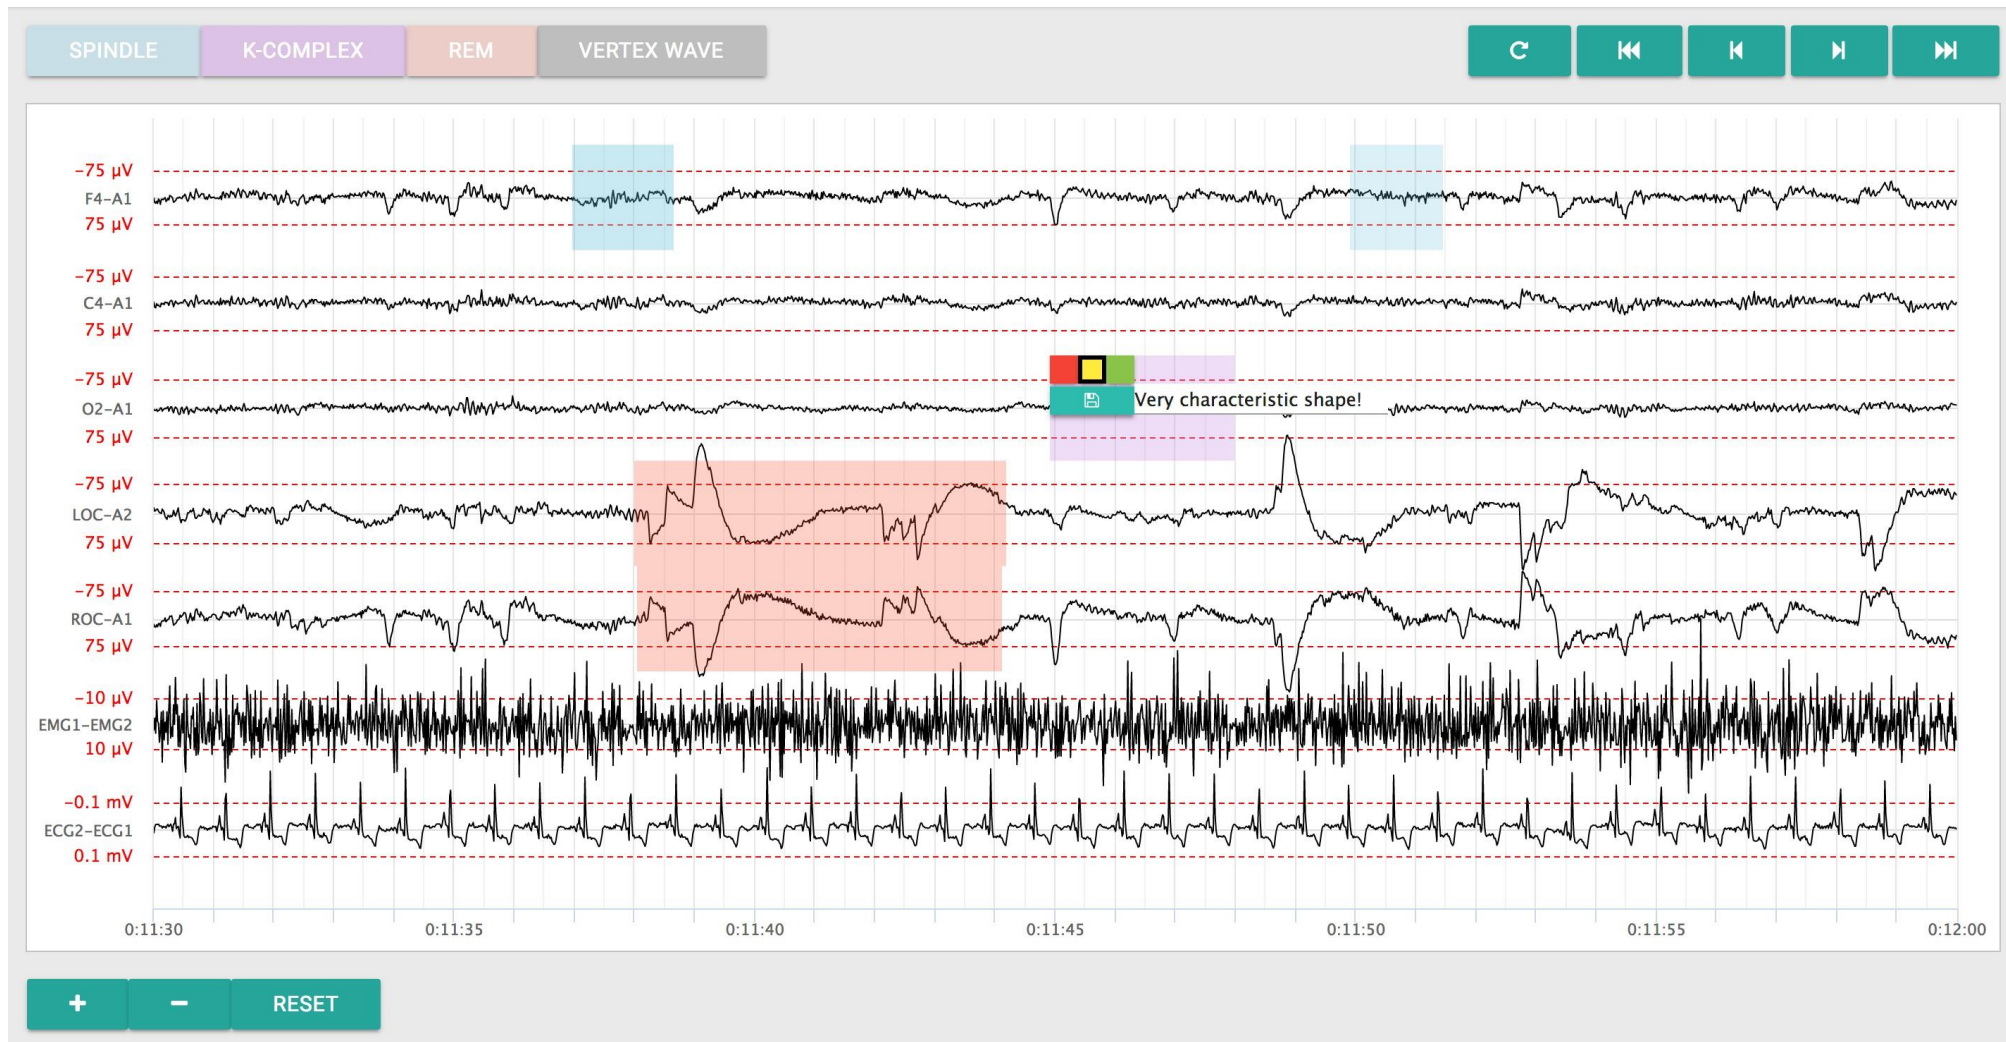 SPINDLE K-COMPLEX REM VERTEX WAVE
−75 µV
F4−A1
75 µV
−75 µV
C4−A1
75 µV
−75 µV
O2−A1
Very characteristic shape!
75 µV
−75 µV
LOC−A2
75 µV
−75 µV
ROC−A1
75 µV
−10 µV
EMG1−EMG2
10 µV
−0.1 mV
ECG2−ECG1
0.1 mV
0:11:30 0:11:35 0:11:40 0:11:45 0:11:50 0:11:55 0:12:00
+ − RESET